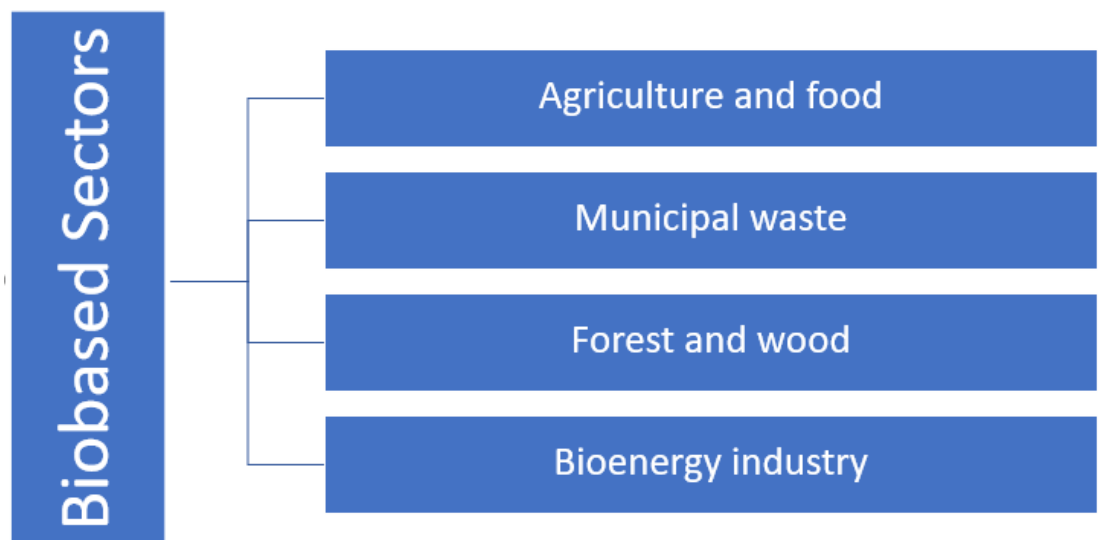 Biobased Sectors
Agriculture and food
Municipal waste
Forest and wood
Bioenergy industry